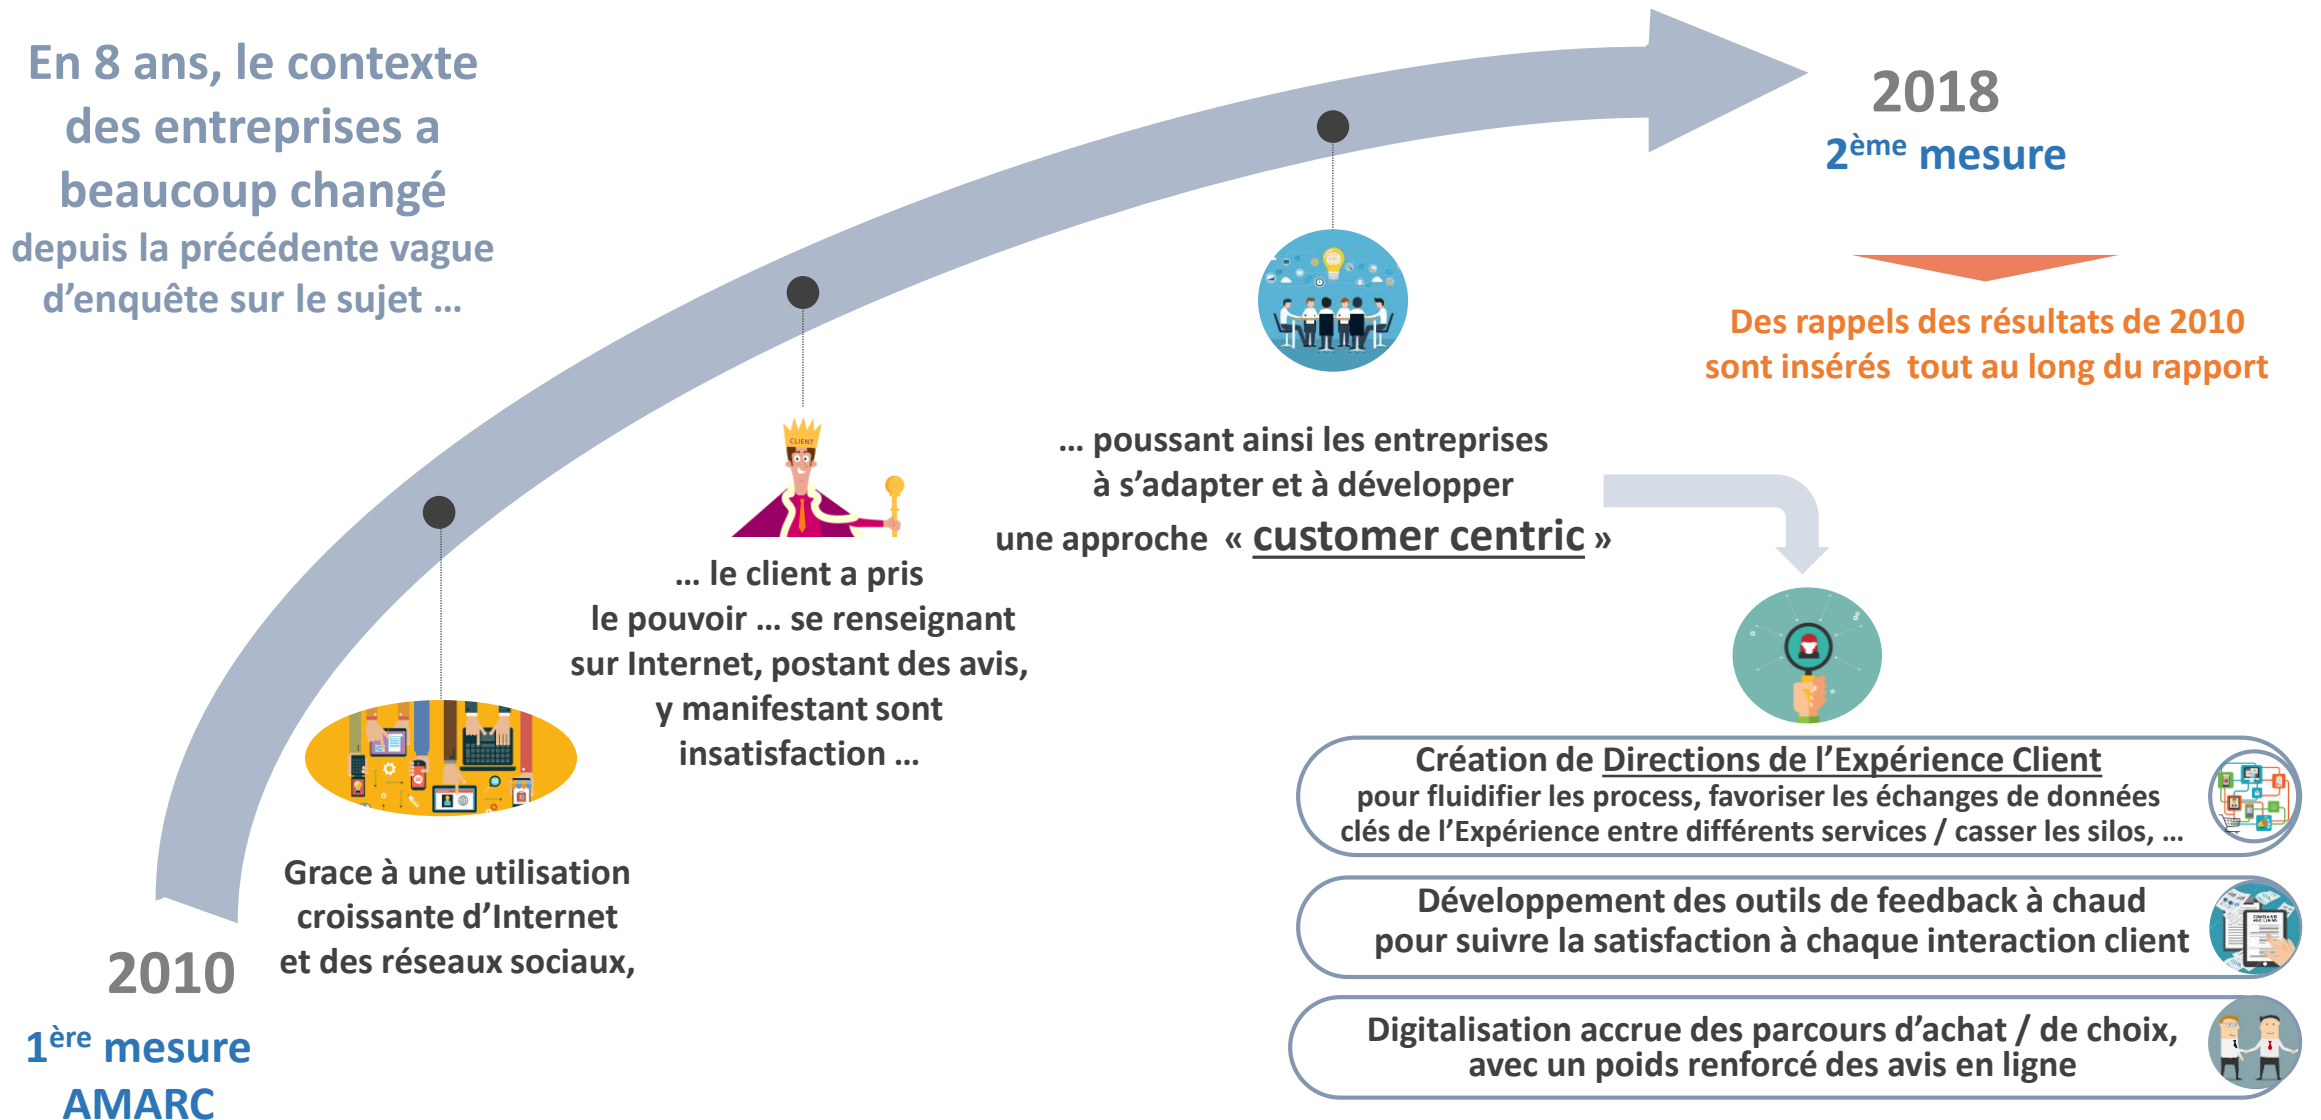 En 8 ans, le contexte
des entreprises a
beaucoup changé
depuis la précédente vague
d’enquête sur le sujet ...
2018
2ème mesure
Des rappels des résultats de 2010
sont insérés tout au long du rapport
2010
1ère mesure
AMARC
Grace à une utilisation
croissante d’Internet
et des réseaux sociaux,
CLIENT
... le client a pris
le pouvoir ... se renseignant
sur Internet, postant des avis,
y manifestant sont
insatisfaction ...
... poussant ainsi les entreprises
à s’adapter et à développer
une approche « customer centric »
Création de Directions de l’Expérience Client
pour fluidifier les process, favoriser les échanges de données
clés de l’Expérience entre différents services / casser les silos, ...
Développement des outils de feedback à chaud
pour suivre la satisfaction à chaque interaction client
Digitalisation accrue des parcours d’achat / de choix,
avec un poids renforcé des avis en ligne